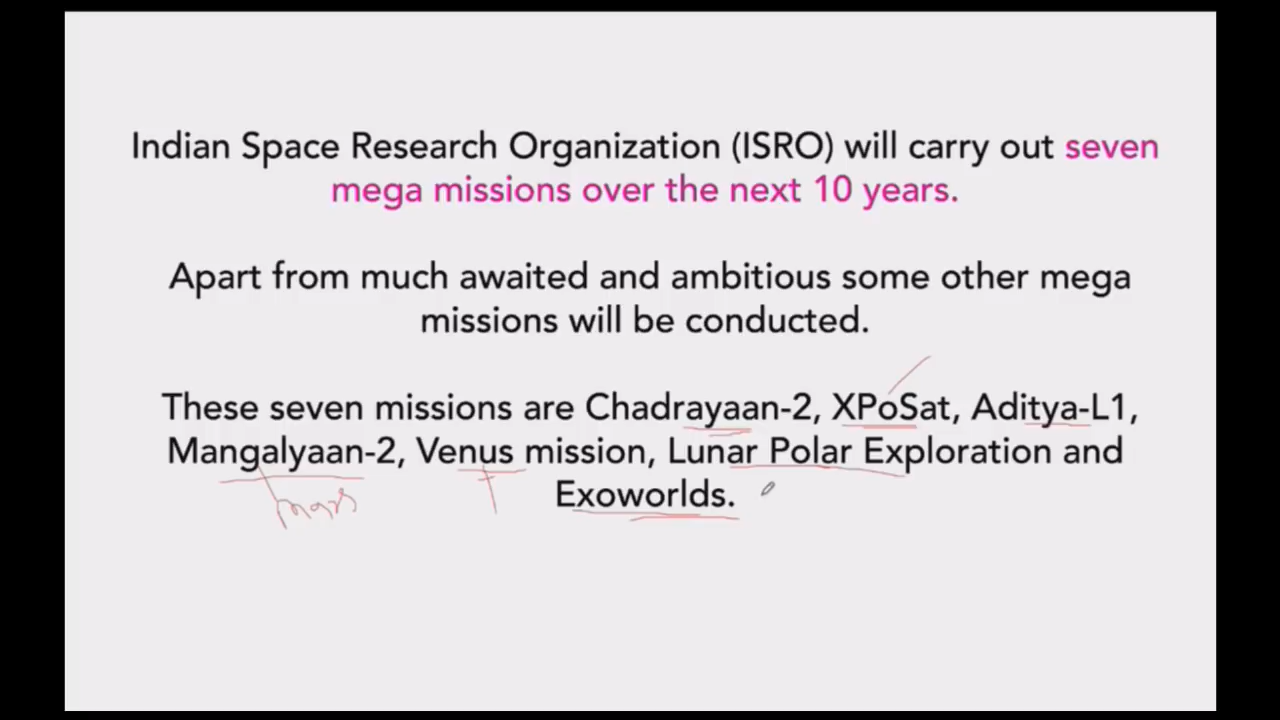 Indian Space Research Organization (ISRO) will carry out seven
mega missions over the next 10 years.
Apart from much awaited and ambitious some other mega
missions will be conducted.
These seven missions are Chadrayaan-2, XPoSat, Aditya-L1,
Mangalyaan-2, Venus mission, Lunar Polar Exploration and
Exoworlds.
mars